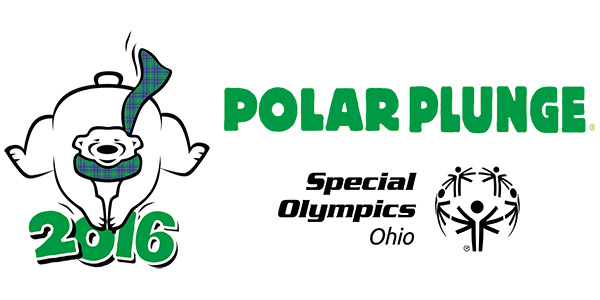 POLAR PLUNGE®
Special
Olympics
Ohio
®
2016